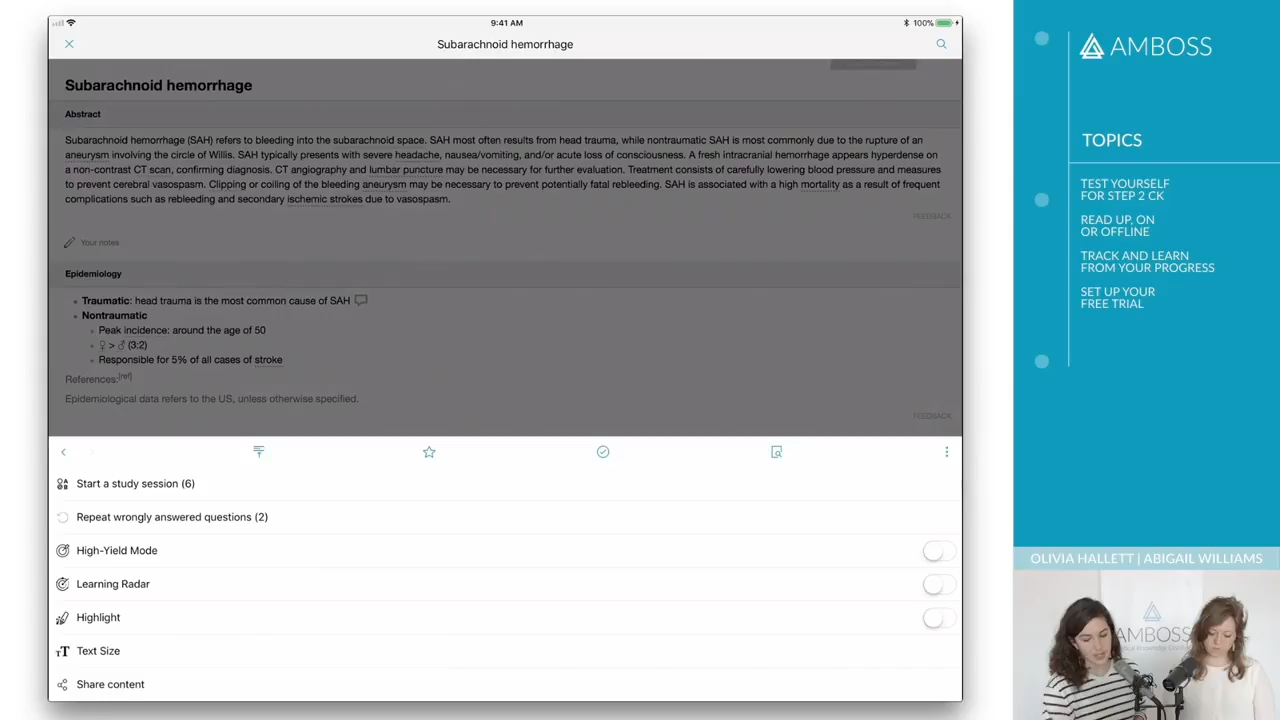 9:41 AM
100%
Subarachnoid hemorrhage
Subarachnoid hemorrhage
Abstract
Subarachnoid hemorrhage (SAH) refers to bleeding into the subarachnoid space. SAH most often results from head trauma, while nontraumatic SAH is most commonly due to the rupture of an
aneurysm involving the circle of Willis. SAH typically presents with severe headache, nausea/vomiting, and/or acute loss of consciousness. A fresh intracranial hemorrhage appears hyperdense on
a non-contrast CT scan, confirming diagnosis. CT angiography and lumbar puncture may be necessary for further evaluation. Treatment consists of carefully lowering blood pressure and measures
to prevent cerebral vasospasm. Clipping or coiling of the bleeding aneurysm may be necessary to prevent potentially fatal rebleeding. SAH is associated with a high mortality as a result of frequent
complications such as rebleeding and secondary ischemic strokes due to vasospasm.
FEEDBACK
Your notes
Epidemiology
Traumatic: head trauma is the most common cause of SAH
Nontraumatic
Peak incidence: around the age of 50
♀ > ♂ (3:2)
Responsible for 5% of all cases of stroke
References:[ref]
Epidemiological data refers to the US, unless otherwise specified.
FEEDBACK
Start a study session (6)
Repeat wrongly answered questions (2)
High-Yield Mode
Learning Radar
Highlight
Text Size
Share content
AMBOSS
TOPICS
TEST YOURSELF
FOR STEP 2 CK
READ UP, ON
OR OFFLINE
TRACK AND LEARN
FROM YOUR PROGRESS
SET UP YOUR
FREE TRIAL
OLIVIA HALLETT | ABIGAIL WILLIAMS
AMBOSS